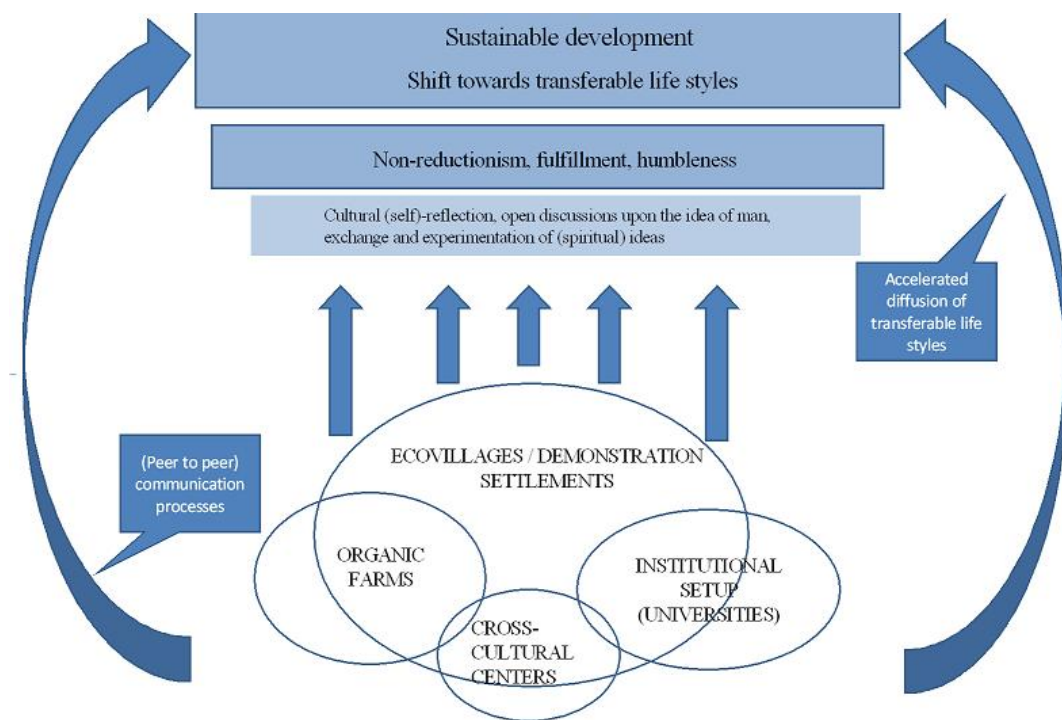 Sustainable development
Shift towards transferable life styles
Non-reductionism, fulfillment, humbleness
Cultural (self)-reflection, open discussions upon the idea of man,
exchange and experimentation of (spiritual) ideas
Accelerated
diffusion of
transferable life
styles
(Peer to peer)
communication
processes
ECOVILLAGES / DEMONSTRATION
SETTLEMENTS
ORGANIC
FARMS
INSTITUTIONAL
SETUP
(UNIVERSITIES)
CROSS-
CULTURAL
CENTERS